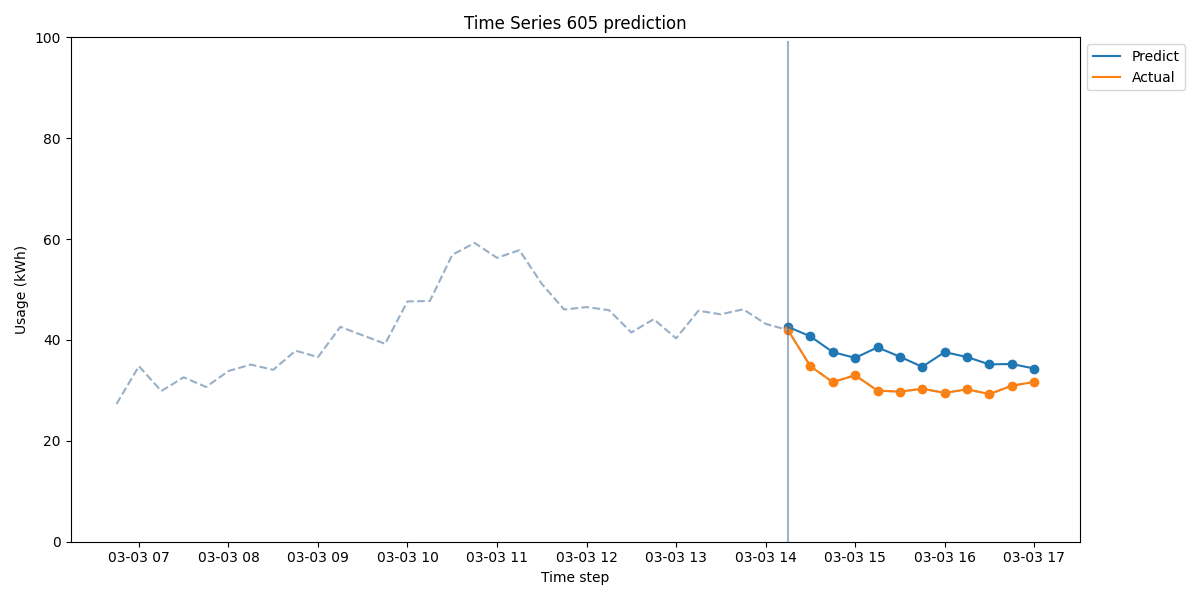 Time Series 605 prediction
Predict
Actual
100
80
60
40
20
0
Usage (kWh)
03-03 07 03-03 08 03-03 09 03-03 10 03-03 11 03-03 12 03-03 13 03-03 14 03-03 15 03-03 16 03-03 17
Time step